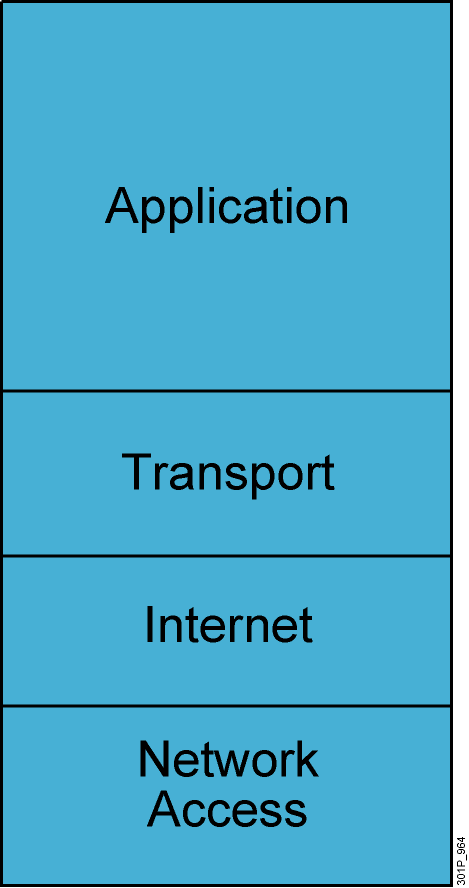 Application
Transport
Internet
Network
Access
301P_964